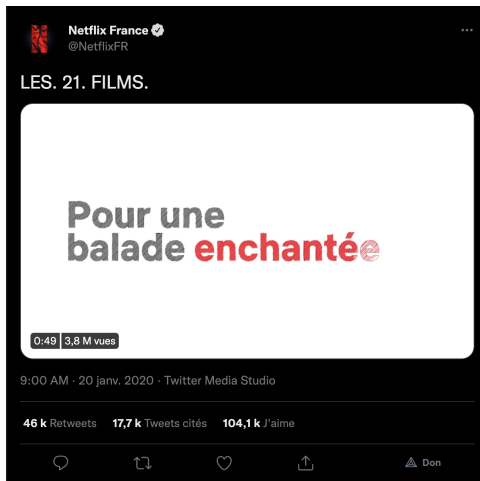 Netflix France
@NetflixFR
LES. 21. FILMS.
Pour une
balade enchantée
0:49 3,8 M vues
9:00 AM · 20 janv. 2020 · Twitter Media Studio
46 k Retweets 17,7 k Tweets cités 104,1 k J'aime
Don